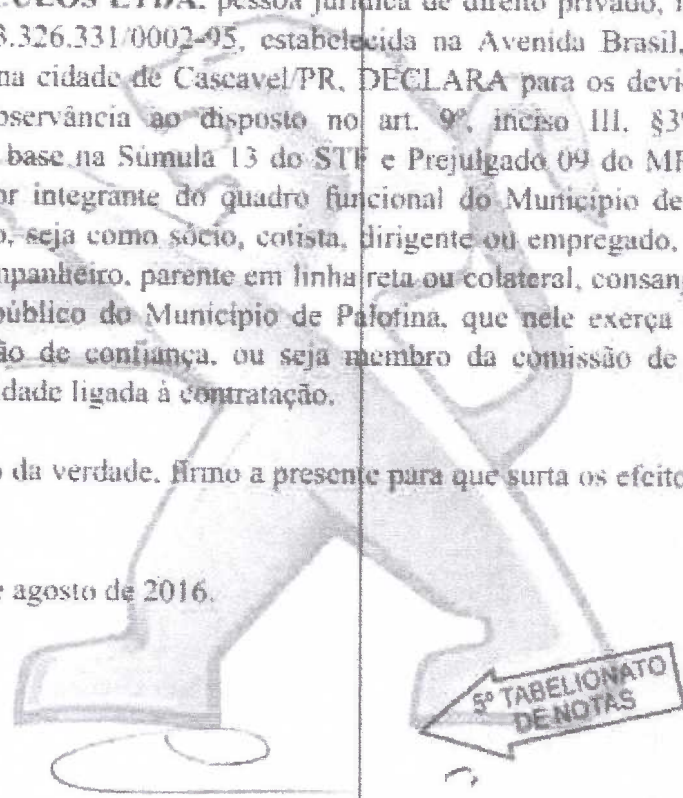 CULOS LTDA. pessoa jurídica de direito privado,
3.326.331/0002-95, estabelecida na Avenida Brasil,
na cidade de Cascavel/PR, DECLARA para os devi
observância ao disposto no art. 9º, inciso III, §3º
base na Súmula 13 do STF e Prejulgado 09 do
or integrante do quadro funcional do Município de
o, seja como sócio, cotista, dirigente ou empregado,
mpanheiro, parente em linha reta ou colateral, consang
público do Município de Palotina, que nele exerça
ão de confiança, ou seja membro da comissão de
idade ligada à contratação.
o da verdade, firmo a presente para que surta os efeito
e agosto de 2016.
5º TABELIONATO
DE NOTAS